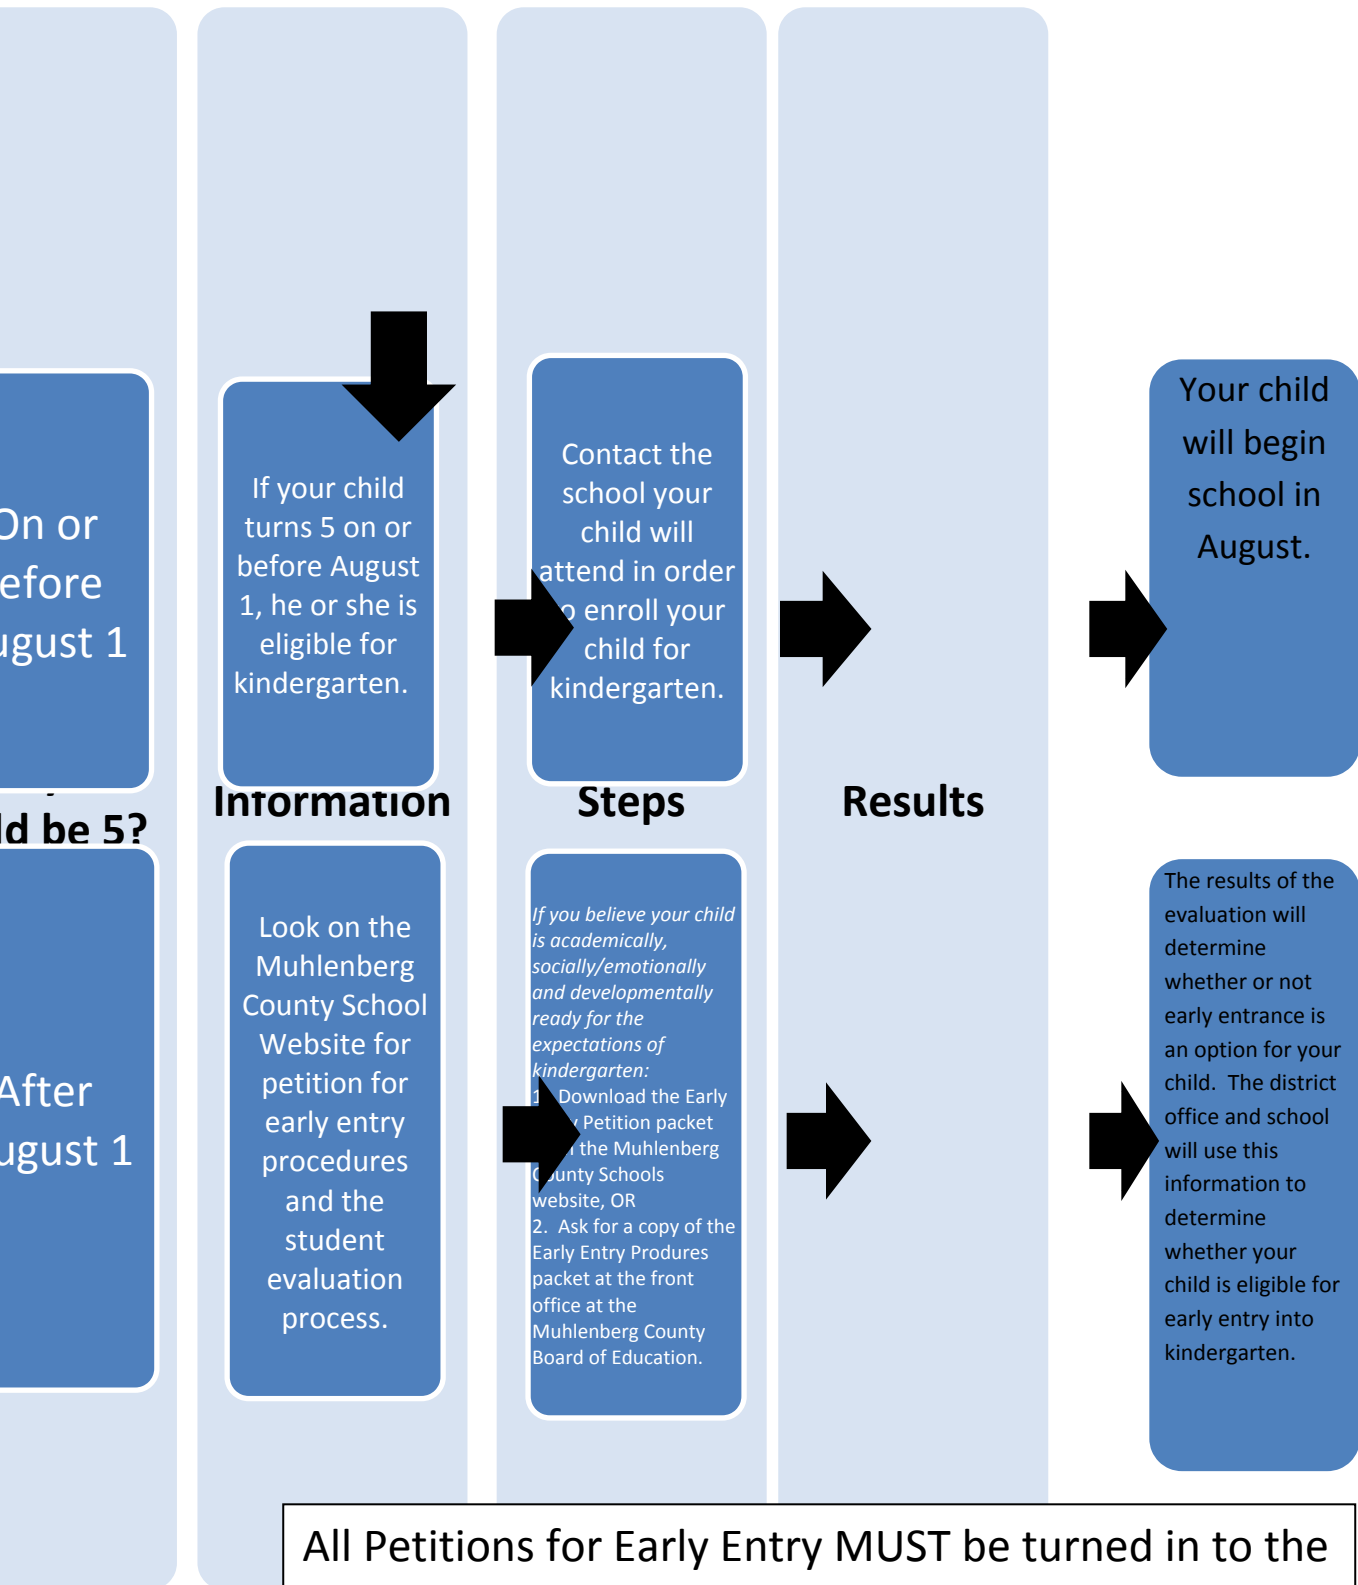 On or
efore
ugust 1
If your child
turns 5 on or
before August
1, he or she is
eligible for
kindergarten.
Contact the
school your
child will
attend in order
o enroll your
child for
kindergarten.
Your child
will begin
school in
August.
ld be 5?
Information
Steps
Results
After
ugust 1
Look on the
Muhlenberg
County School
Website for
petition for
early entry
procedures
and the
student
evaluation
process.
If you believe your child
is academically,
socially/emotionally
and developmentally
ready for the
expectations of
kindergarten:
1. Download the Early
Petition packet
the Muhlenberg
County Schools
website, OR
2. Ask for a copy of the
Early Entry Produres
packet at the front
office at the
Muhlenberg County
Board of Education.
The results of the
evaluation will
determine
whether or not
early entrance is
an option for your
child. The district
office and school
will use this
information to
determine
whether your
child is eligible for
early entry into
kindergarten.
All Petitions for Early Entry MUST be turned in to the